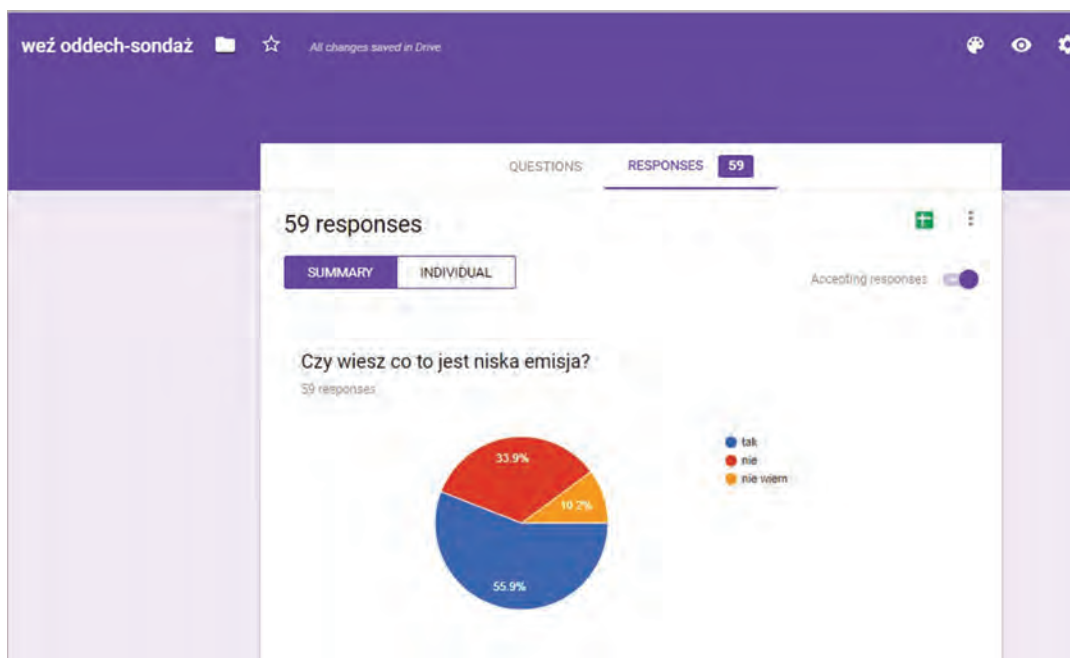 weź oddech-sondaż All changes saved in Drive
QUESTIONS RESPONSES 59
59 responses
SUMMARY INDIVIDUAL
Accepting responses
Czy wiesz co to jest niska emisja?
59 responses
33.9%
10.2%
55.9%
tak
nie
nie wiem